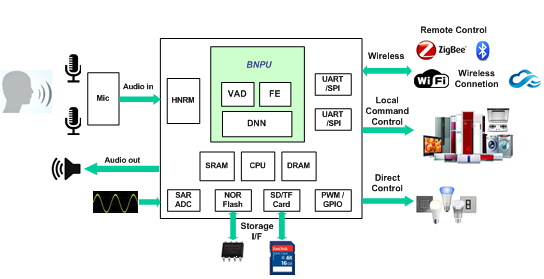 Remote Control
ZigBee®
Wireless
WiFi
Wireless
Connetion
BNPU
VAD
FE
DNN
HNRM
UART
/SPI
UART
/SPI
Mic
Audio in
Local
Command
Control
Audio out
SRAM
CPU
DRAM
SAR
ADC
NOR
Flash
SD/TF
Card
PWM /
GPIO
Direct
Control
Storage
I/F
SanDisk
16